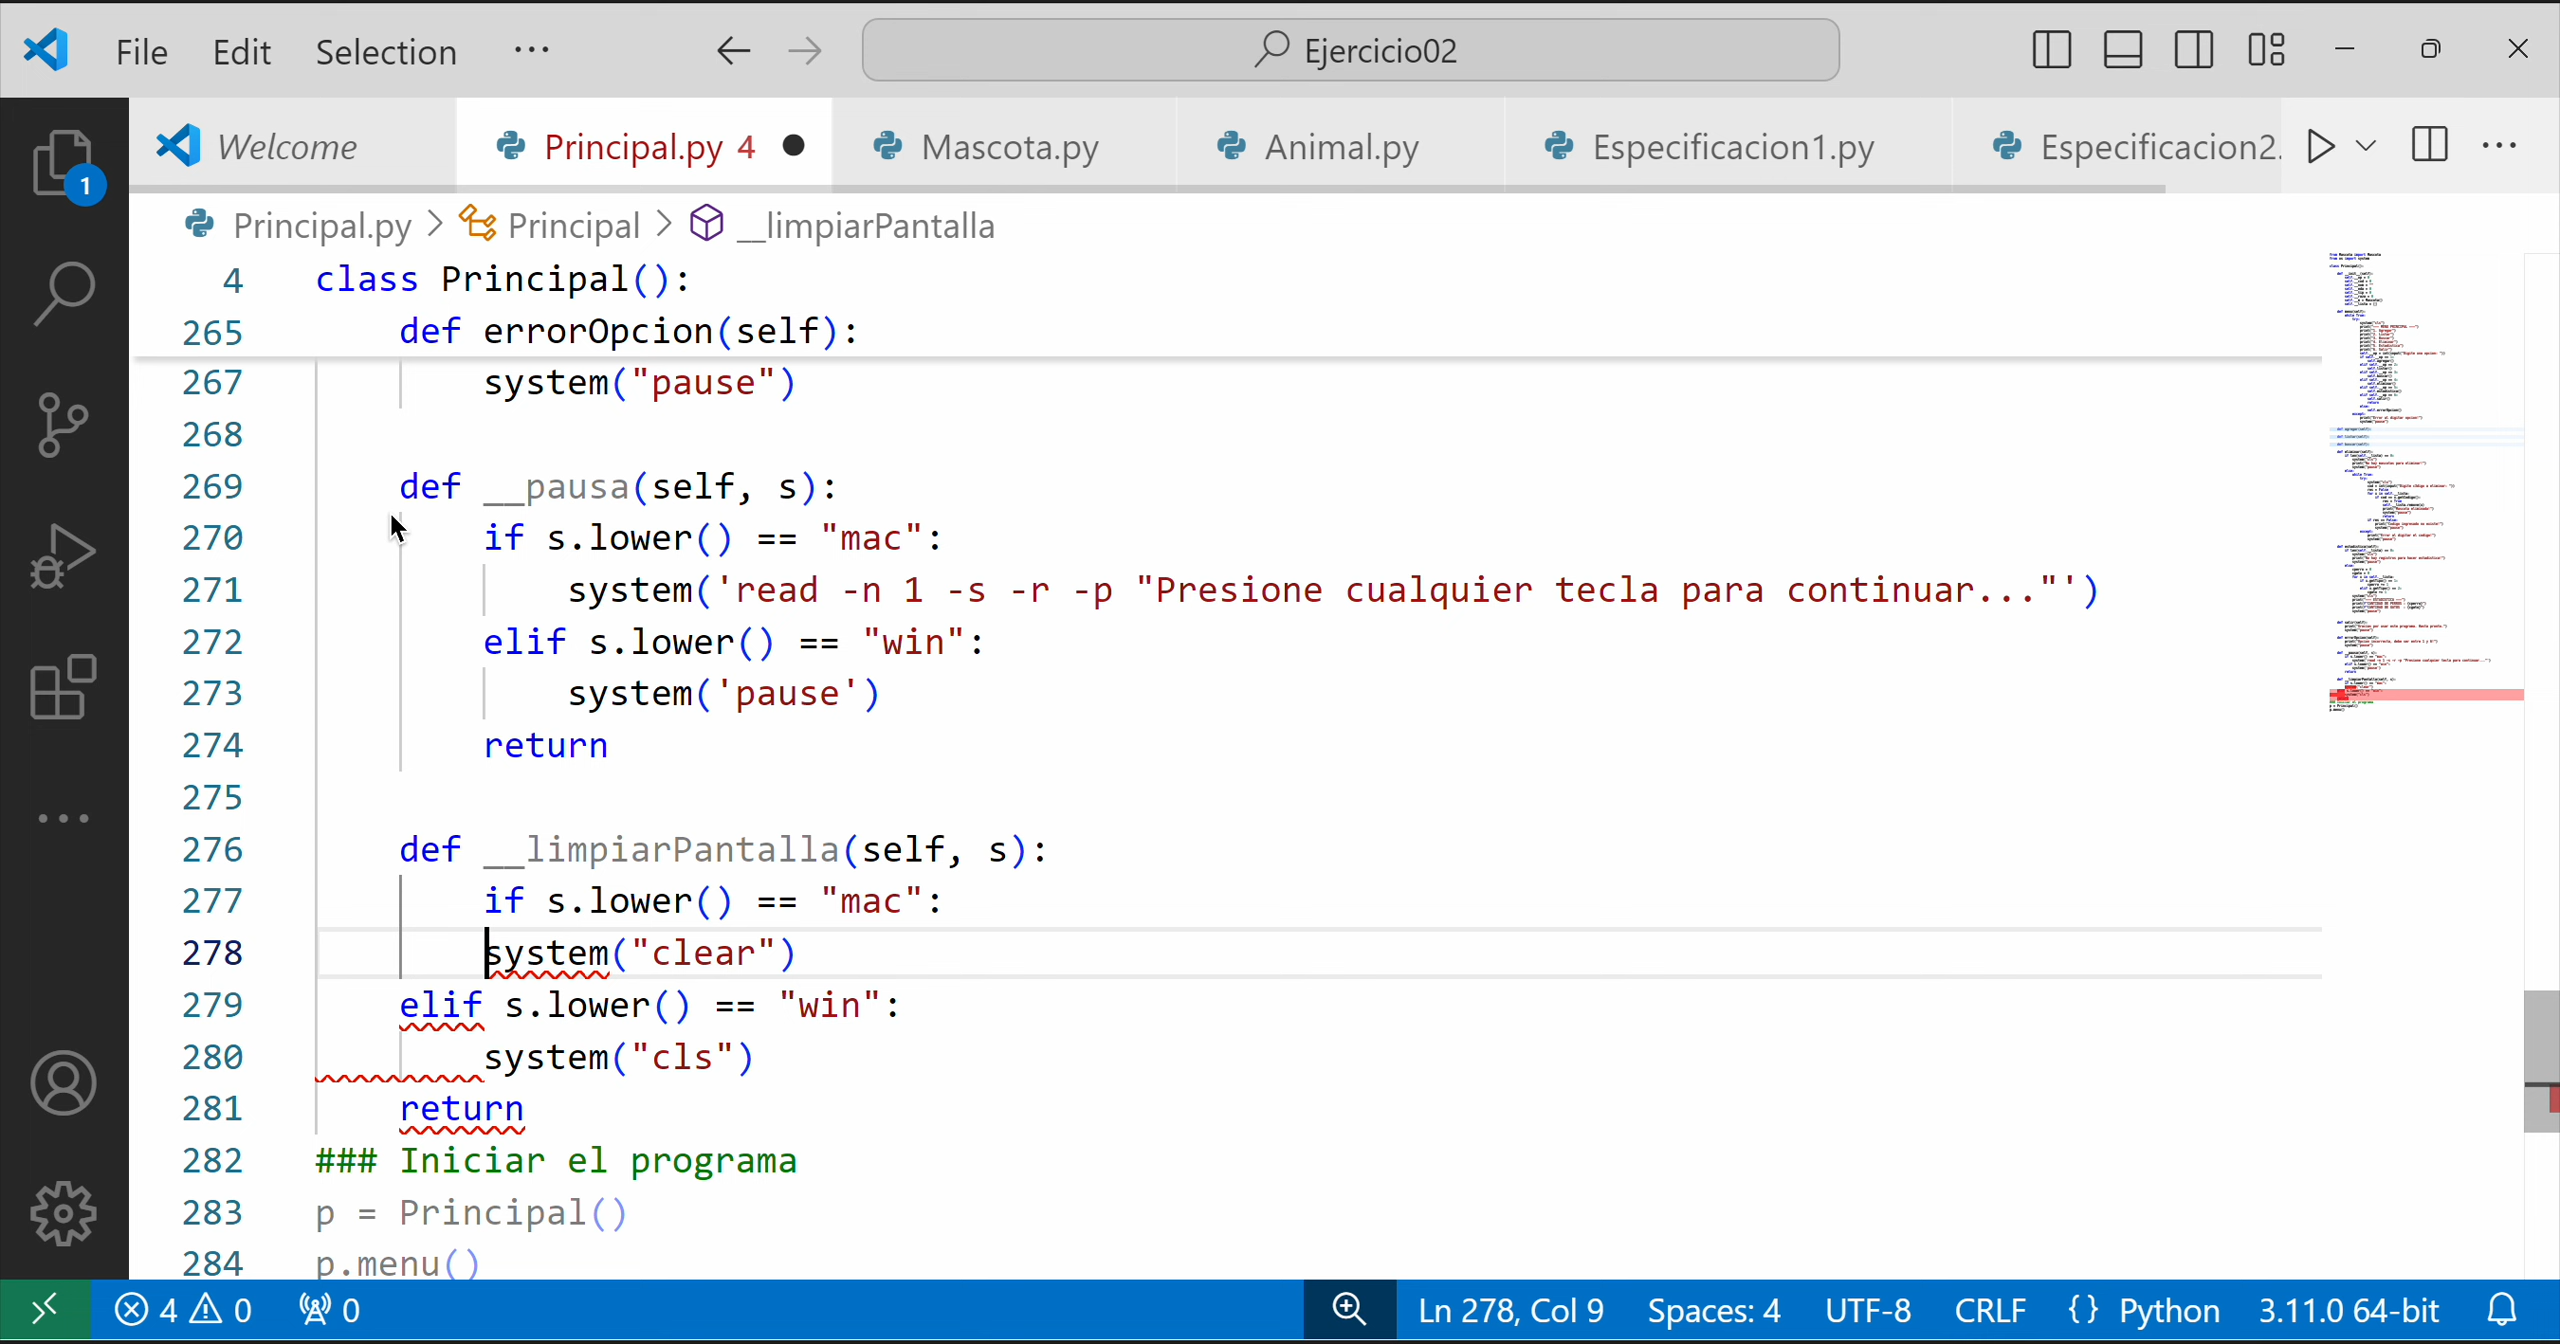 File Edit Selection ... Ejercicio02
Welcome Principal.py 4 Mascota.py Animal.py Especificacion1.py Especificacion2.
1
Principal.py > Principal > __limpiarPantalla
4 class Principal():
265 def errorOpcion(self):
267 system("pause")
268
269 def __pausa(self, s):
270 if s.lower() == "mac":
271 system('read -n 1 -s -r -p "Presione cualquier tecla para continuar..."')
272 elif s.lower() == "win":
273 system('pause')
274 return
275
276 def __limpiarPantalla(self, s):
277 if s.lower() == "mac":
278 system("clear")
279 elif s.lower() == "win":
280 system("cls")
281 return
282 ### Iniciar el programa
283 p = Principal()
284 p.menu()
4 0 0 Ln 278, Col 9 Spaces: 4 UTF-8 CRLF {} Python 3.11.0 64-bit